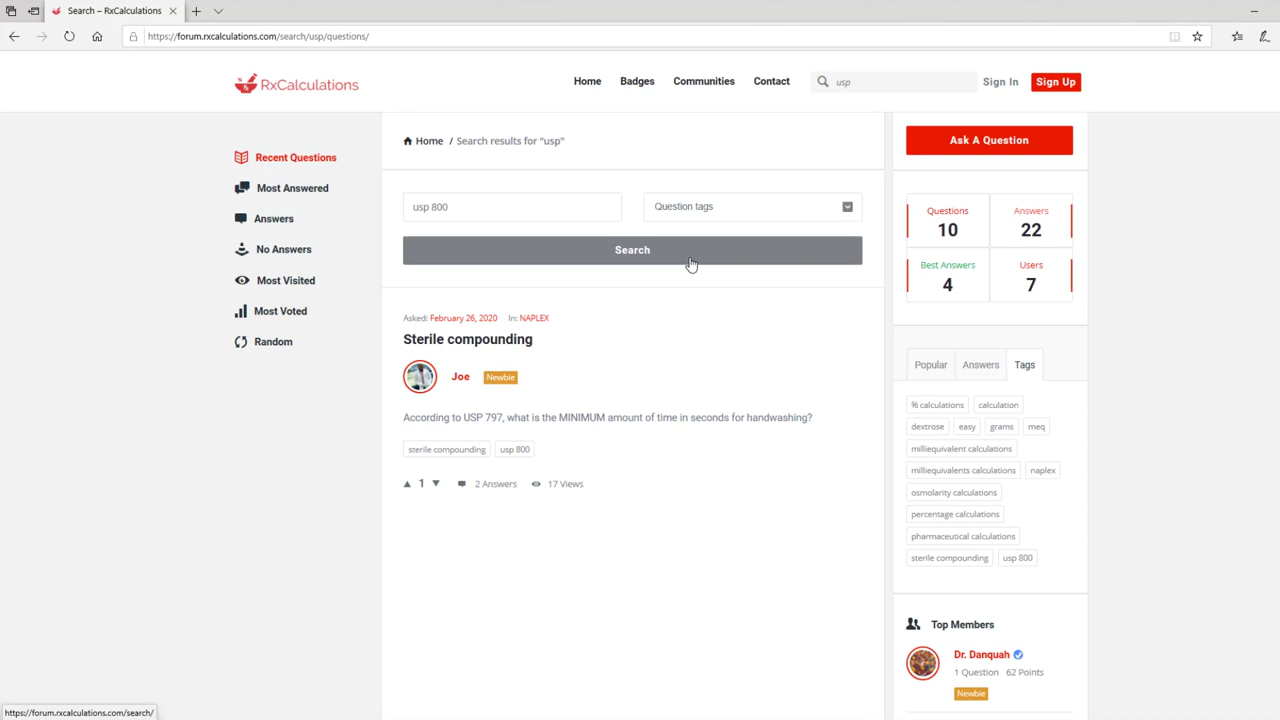 Search – RxCalculations
https://forum.rxcalculations.com/search/usp/questions/
RxCalculations
Home
Badges
Communities
Contact
usp
Sign In
Sign Up
Recent Questions
Most Answered
Answers
No Answers
Most Visited
Most Voted
Random
Home / Search results for "usp"
usp 800
Question tags
Search
Asked: February 26, 2020 In: NAPLEX
Sterile compounding
Joe Newbie
According to USP 797, what is the MINIMUM amount of time in seconds for handwashing?
sterile compounding usp 800
1 2 Answers 17 Views
Ask A Question
Questions Answers
10 22
Best Answers Users
4 7
Popular Answers Tags
% calculations calculation
dextrose easy grams meq
milliequivalent calculations
milliequivalents calculations naplex
osmolarity calculations
percentage calculations
pharmaceutical calculations
sterile compounding usp 800
Top Members
Dr. Danquah
1 Question 62 Points
Newbie
https://forum.rxcalculations.com/search/